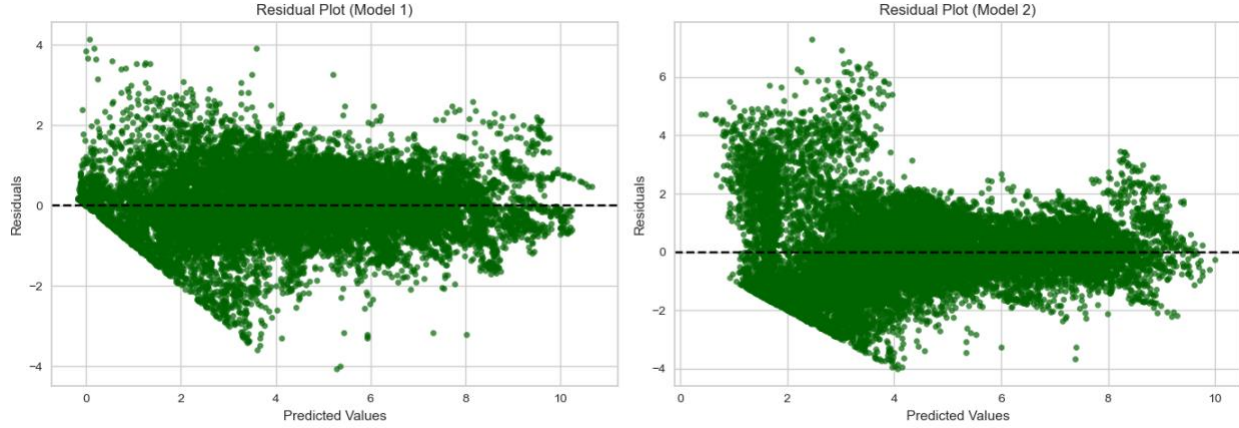 Residual Plot (Model 1)
Residuals
4
2
0
−2
−4
0 2 4 6 8 10
Predicted Values
Residual Plot (Model 2)
Residuals
6
4
2
0
−2
−4
0 2 4 6 8 10
Predicted Values